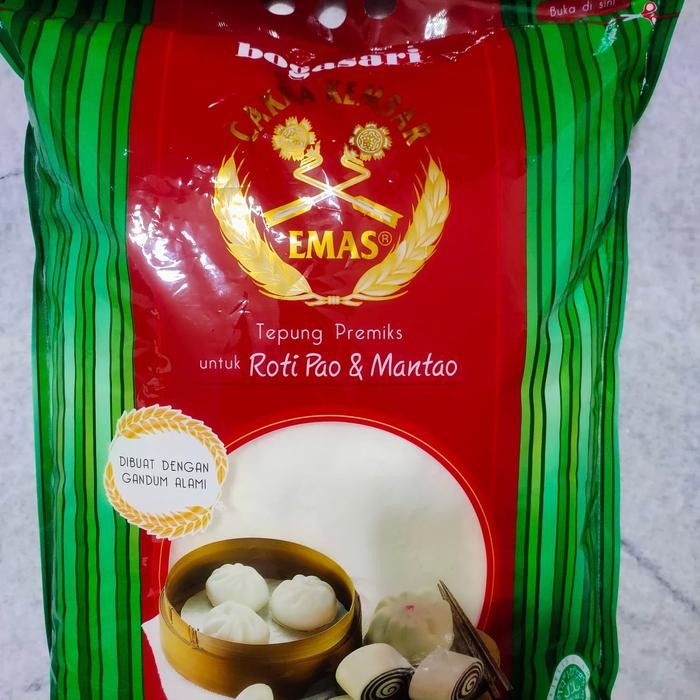 Buka di sini
bogasari
CAKRA KEMBAR
EMAS®
Tepung Premiks
untuk Roti Pao & Mantao
DIBUAT DENGAN
GANDUM ALAMI